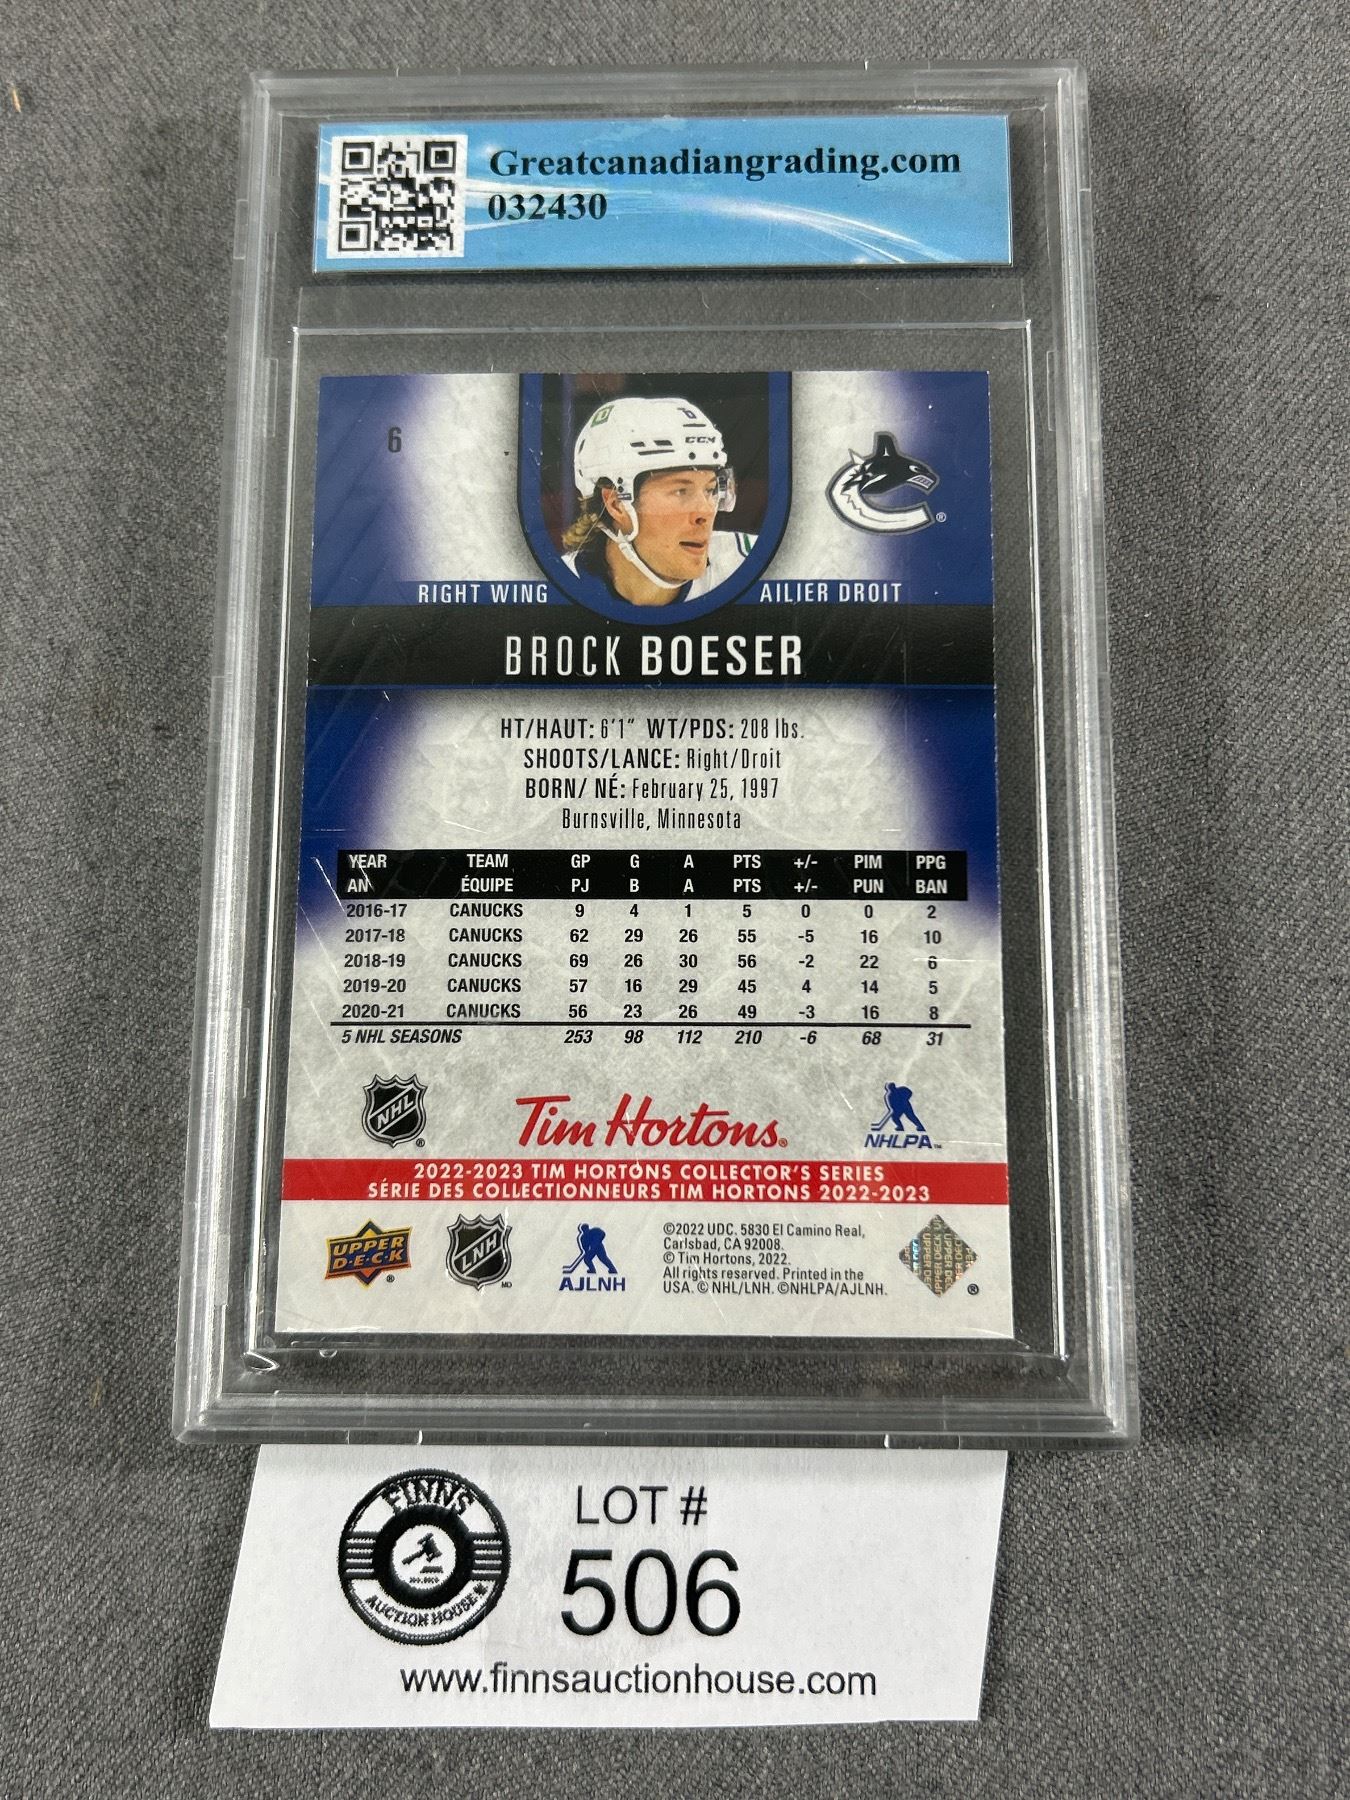 Greatcanadiangrading.com
032430
6
CCM
RIGHT WING AILIER DROIT
BROCK BOESER
HT/HAUT: 6'1" WT/PDS: 208 lbs.
SHOOTS/LANCE: Right/Droit
BORN/ NÉ: February 25, 1997
Burnsville, Minnesota
YEAR TEAM GP G A PTS +/- PIM PPG
AN ÉQUIPE PJ B A PTS +/- PUN BAN
2016-17 CANUCKS 9 4 1 5 0 0 2
2017-18 CANUCKS 62 29 26 55 -5 16 10
2018-19 CANUCKS 69 26 30 56 -2 22 6
2019-20 CANUCKS 57 16 29 45 4 14 5
2020-21 CANUCKS 56 23 26 49 -3 16 8
5 NHL SEASONS 253 98 112 210 -6 68 31
NHL ® Tim Hortons® NHLPA™
2022-2023 TIM HORTONS COLLECTOR'S SERIES
SÉRIE DES COLLECTIONNEURS TIM HORTONS 2022-2023
UPPER DECK ® LNH MD AJLNH
©2022 UDC. 5830 El Camino Real,
Carlsbad, CA 92008.
© Tim Hortons, 2022.
All rights reserved. Printed in the
USA. © NHL/LNH. ©NHLPA/AJLNH.
FINNS
AUCTION HOUSE
LOT #
506
www.finnsauctionhouse.com